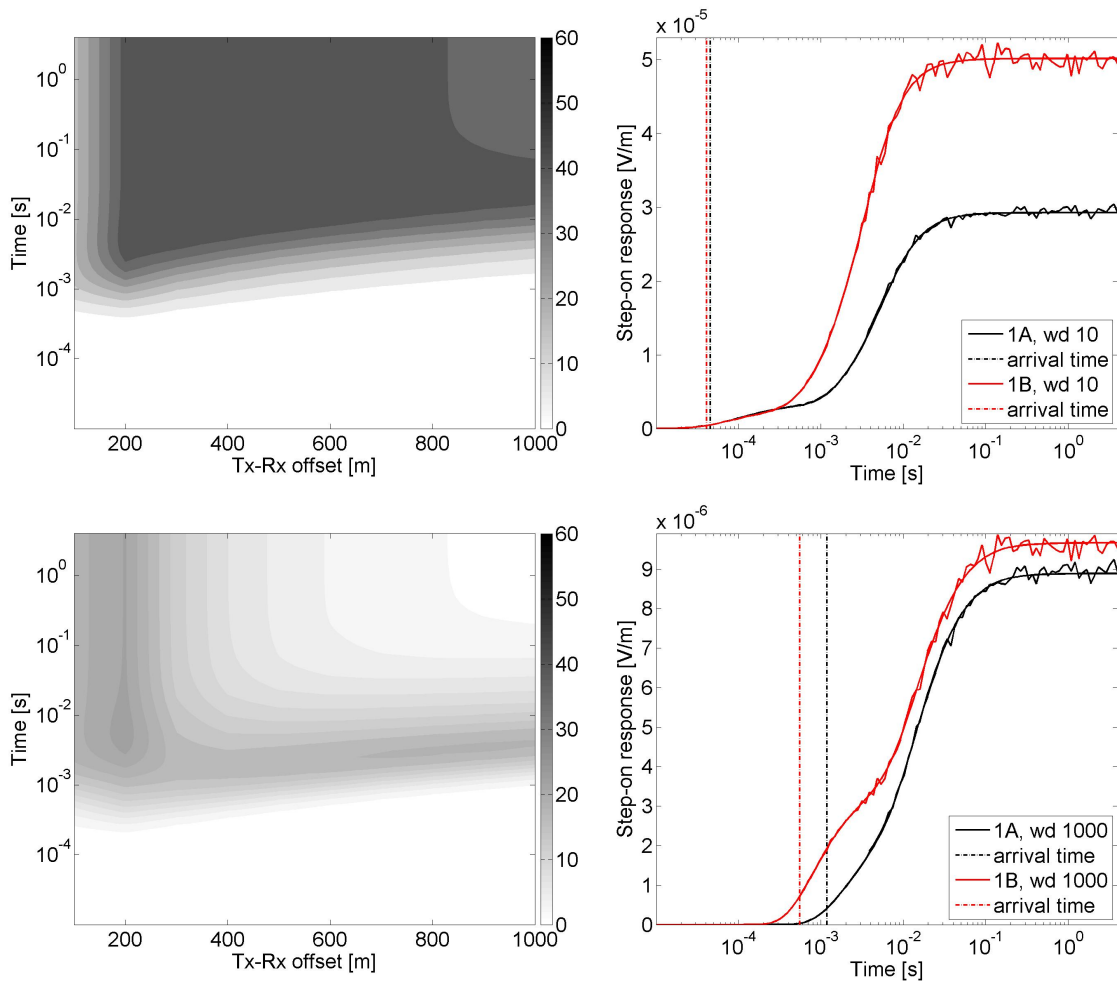 10^0
10^-1
10^-2
10^-3
10^-4
Time [s]
200 400 600 800 1000
Tx-Rx offset [m]
60
50
40
30
20
10
0
x 10^-5
5
4
3
2
1
0
Step-on response [V/m]
1A, wd 10
arrival time
1B, wd 10
arrival time
10^-4 10^-3 10^-2 10^-1 10^0
Time [s]
10^0
10^-1
10^-2
10^-3
10^-4
Time [s]
200 400 600 800 1000
Tx-Rx offset [m]
60
50
40
30
20
10
0
x 10^-6
9
8
7
6
5
4
3
2
1
0
Step-on response [V/m]
1A, wd 1000
arrival time
1B, wd 1000
arrival time
10^-4 10^-3 10^-2 10^-1 10^0
Time [s]